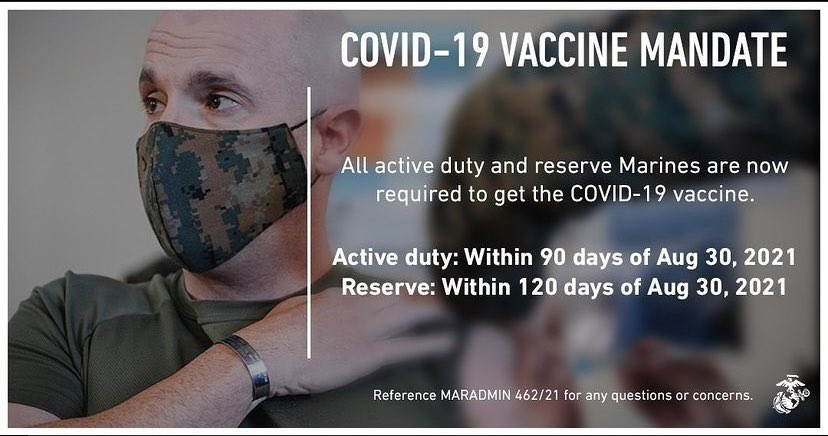 COVID-19 VACCINE MANDATE
All active duty and reserve Marines are now
required to get the COVID-19 vaccine.
Active duty: Within 90 days of Aug 30, 2021
Reserve: Within 120 days of Aug 30, 2021
Reference MARADMIN 462/21 for any questions or concerns.